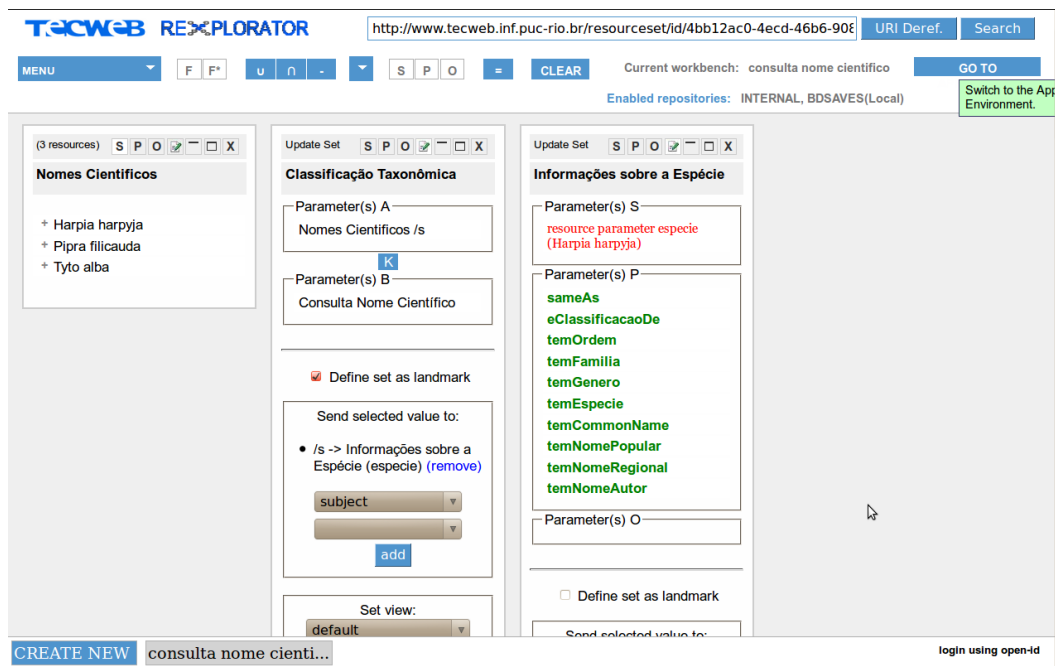 TECWEB REXPLORATOR
http://www.tecweb.inf.puc-rio.br/resourceset/id/4bb12ac0-4ecd-46b6-908 URI Deref. Search
MENU F F* ∪ ∩ - S P O = CLEAR Current workbench: consulta nome cientifico GO TO
Enabled repositories: INTERNAL, BDSAVES(Local)
Switch to the App
Environment.
(3 resources) S P O X
Nomes Cientificos
+ Harpia harpyja
+ Pipra filicauda
+ Tyto alba
Update Set S P O X
Classificação Taxonômica
Parameter(s) A
Nomes Cientificos /s
K
Parameter(s) B
Consulta Nome Científico
Define set as landmark
Send selected value to:
/s -> Informações sobre a
Espécie (especie) (remove)
subject
add
Set view:
default
Update Set S P O X
Informações sobre a Espécie
Parameter(s) S
resource parameter especie
(Harpia harpyja)
Parameter(s) P
sameAs
eClassificacaoDe
temOrdem
temFamilia
temGenero
temEspecie
temCommonName
temNomePopular
temNomeRegional
temNomeAutor
Parameter(s) O
Define set as landmark
Send selected value to:
CREATE NEW consulta nome cienti... login using open-id